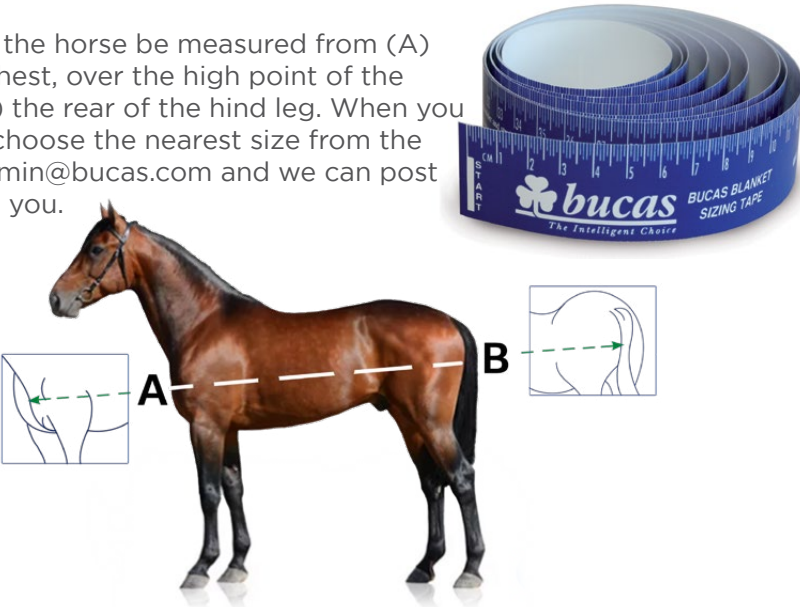 the horse be measured from (A)
hest, over the high point of the
) the rear of the hind leg. When you
choose the nearest size from the
min@bucas.com and we can post
you.
START
CM 1 2 3 4 5 6 7 8 9
bucas
The Intelligent Choice
BUCAS BLANKET
SIZING TAPE
A
B